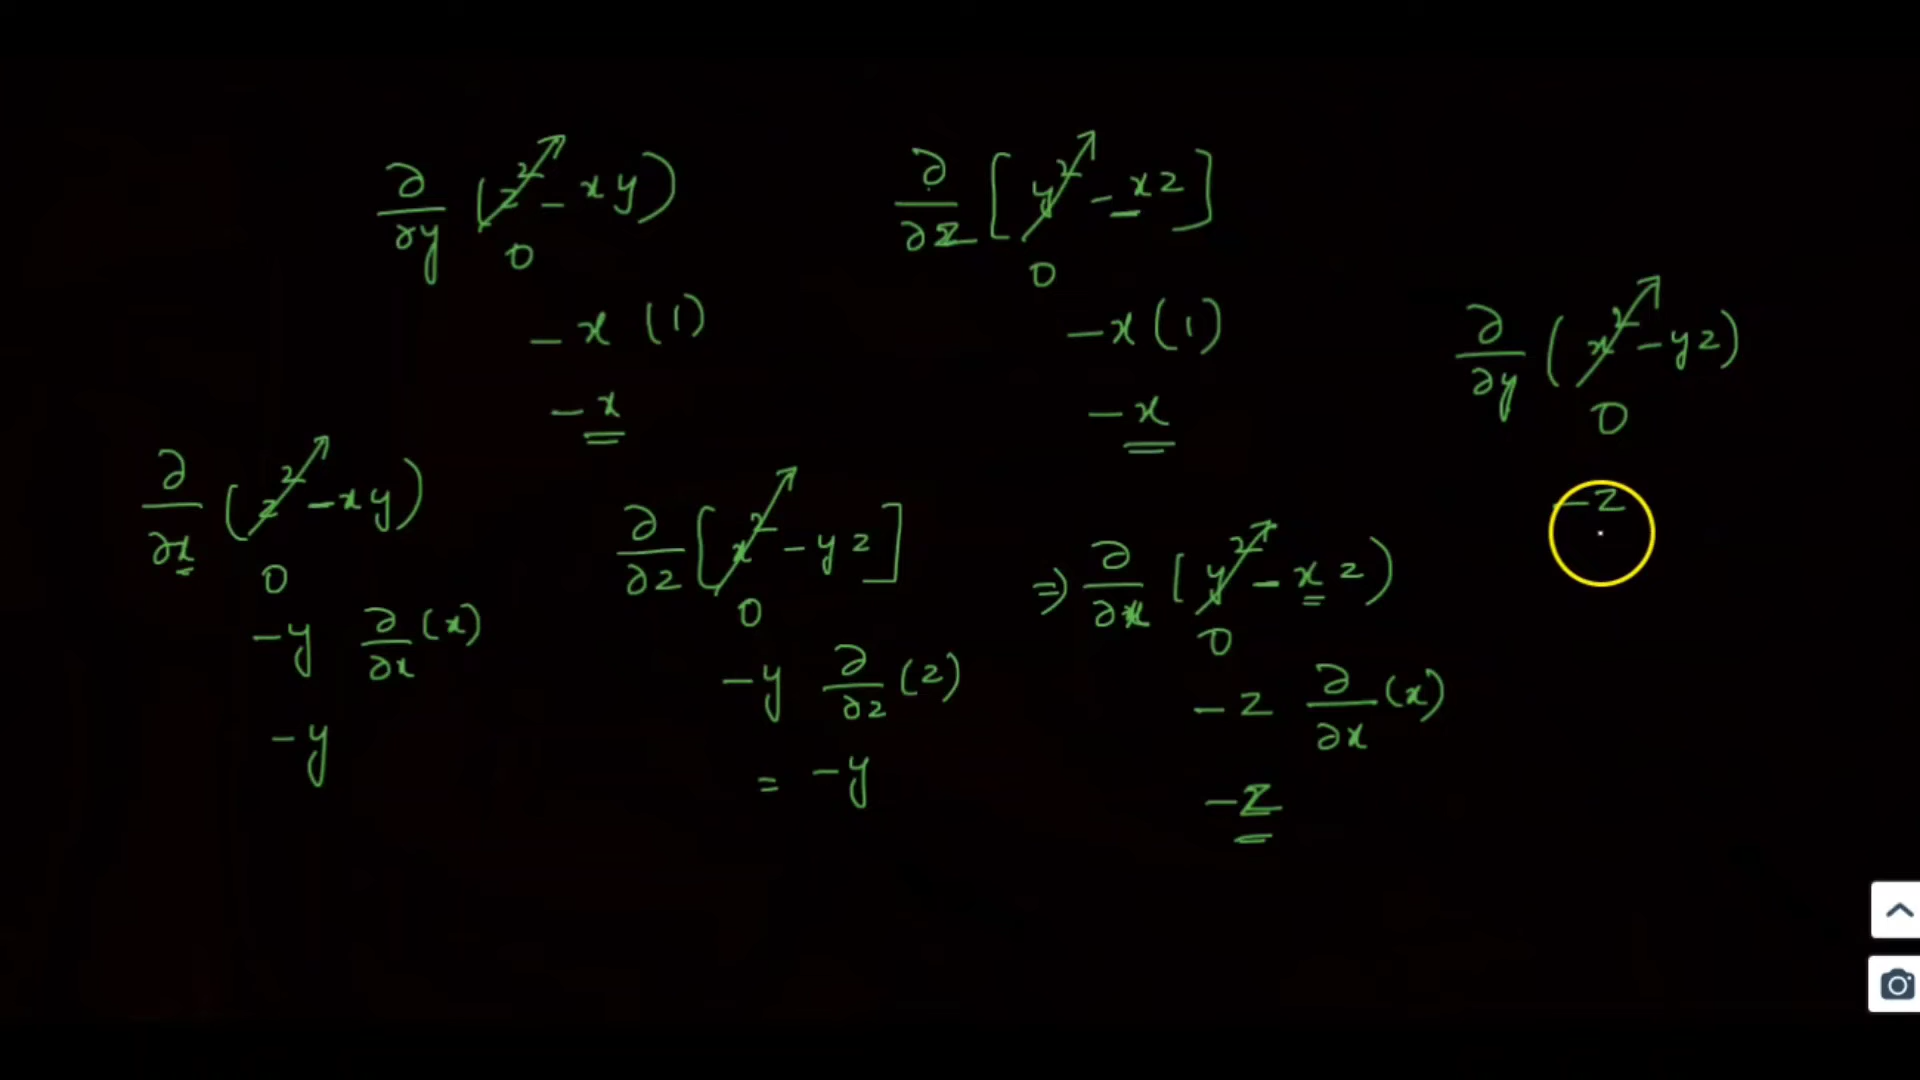 ∂/∂y (z² - xy)
0
-x (1)
-x
∂/∂z [y² - xz]
0
-x (1)
-x
∂/∂y (x² - yz)
0
-z
∂/∂x (z² - xy)
0
-y ∂/∂x (x)
-y
∂/∂z [x² - yz]
0
-y ∂/∂z (z)
= -y
⇒ ∂/∂x [y² - xz)
0
-z ∂/∂x (x)
-z